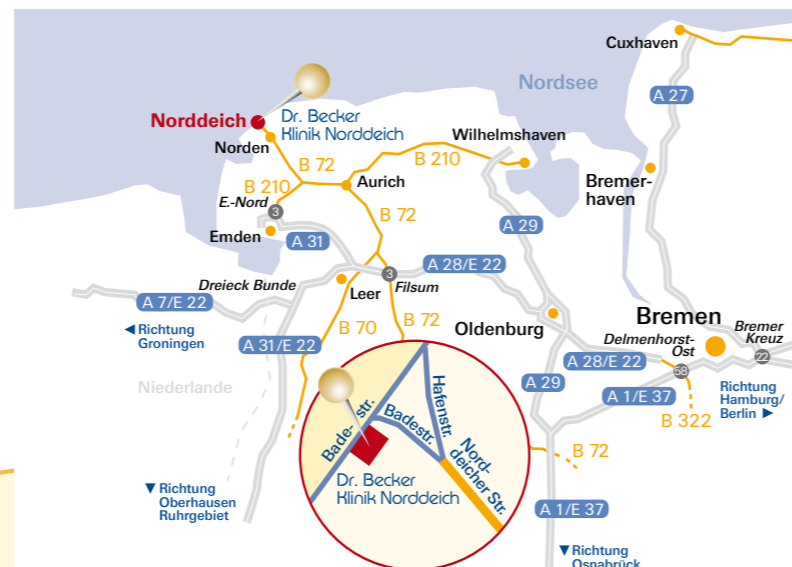 Cuxhaven
Nordsee
A 27
Norddeich
Dr. Becker
Klinik Norddeich
Norden
Wilhelmshaven
B 72
B 210
B 210
E.-Nord
3
Aurich
Bremer-
haven
B 72
A 29
Emden
A 31
A 28/E 22
Dreieck Bunde
3
Filsum
Leer
A 7/E 22
Richtung
Groningen
B 70
B 72
Oldenburg
Bremen
Delmenhorst-
Ost
Bremer
Kreuz
22
A 31/E 22
A 28/E 22
58
Niederlande
A 29
A 1/E 37
Richtung
Hamburg/
Berlin
B 322
Bade-
str.
Badestr.
Hafenstr.
Nord-
deicher Str.
B 72
Dr. Becker
Klinik Norddeich
Richtung
Oberhausen
Ruhrgebiet
A 1/E 37
Richtung
Osnabrück